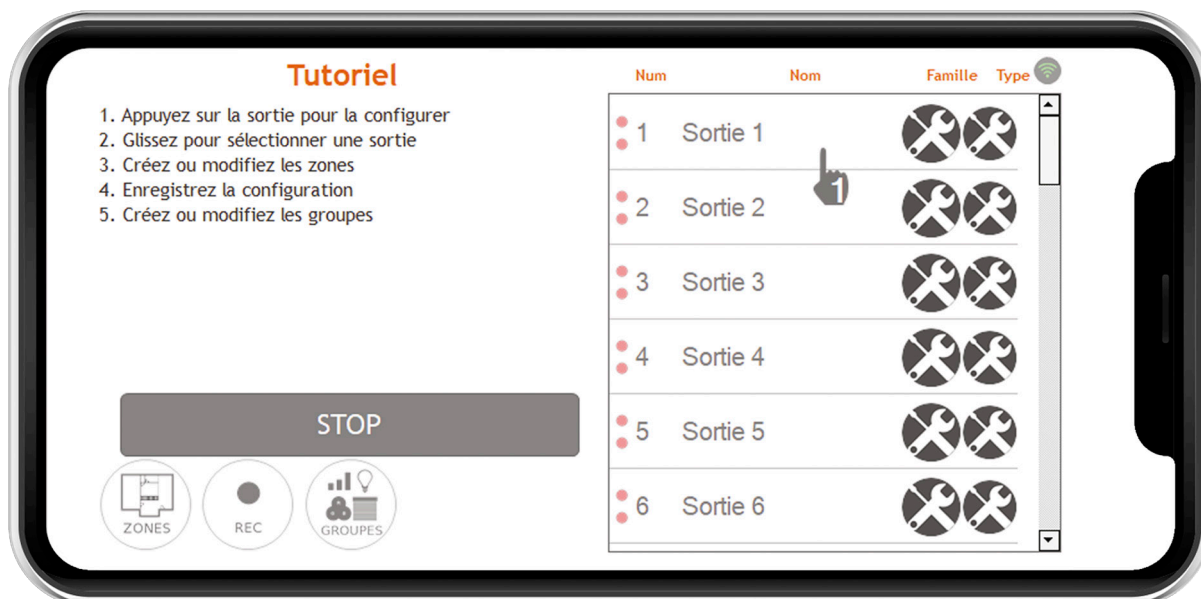 Tutoriel
1. Appuyez sur la sortie pour la configurer
2. Glissez pour sélectionner une sortie
3. Créez ou modifiez les zones
4. Enregistrez la configuration
5. Créez ou modifiez les groupes
STOP
ZONES
REC
GROUPES
Num Nom Famille Type
1 Sortie 1
1
2 Sortie 2
3 Sortie 3
4 Sortie 4
5 Sortie 5
6 Sortie 6